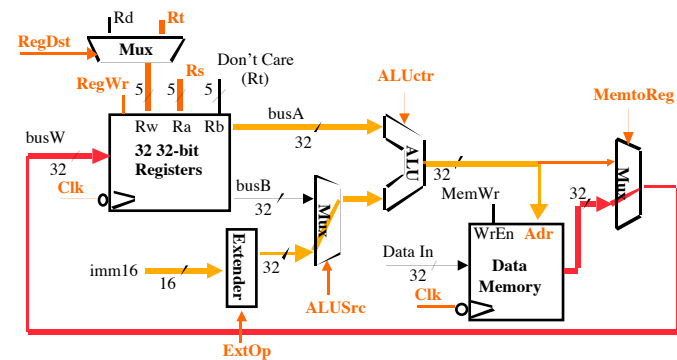 Rd
Rt
RegDst
Mux
Don't Care
(Rt)
RegWr
5
5
Rs
5
ALUctr
MemtoReg
busW
32
Rw Ra Rb
32 32-bit
Registers
busA
32
ALU
32
Mux
Clk
busB
32
Mux
MemWr
32
WrEn Adr
Data In
32
Data
Memory
imm16
16
Extender
32
Clk
ALUSrc
ExtOp